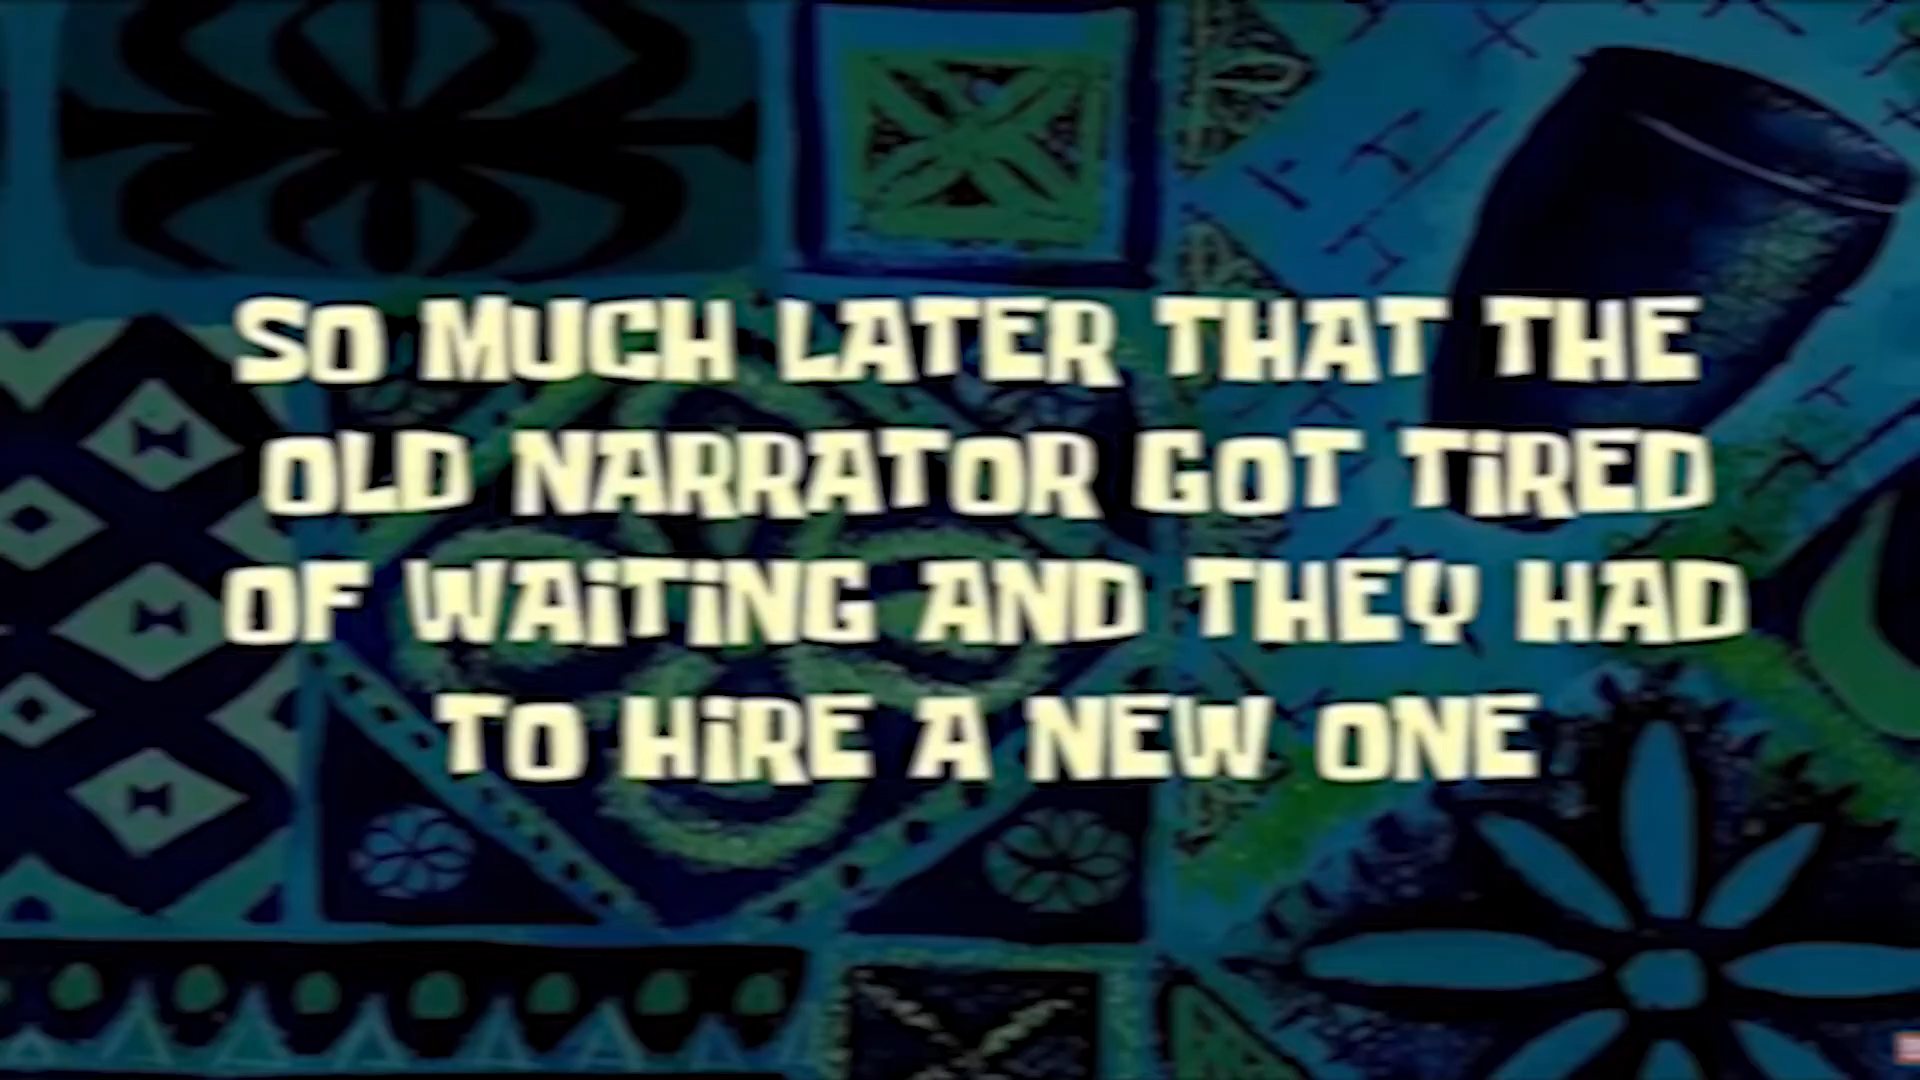 SO MUCH LATER THAT THE
OLD NARRATOR GOT TiRED
OF WAiTiNG AND THEY HAD
TO HiRE A NEW ONE